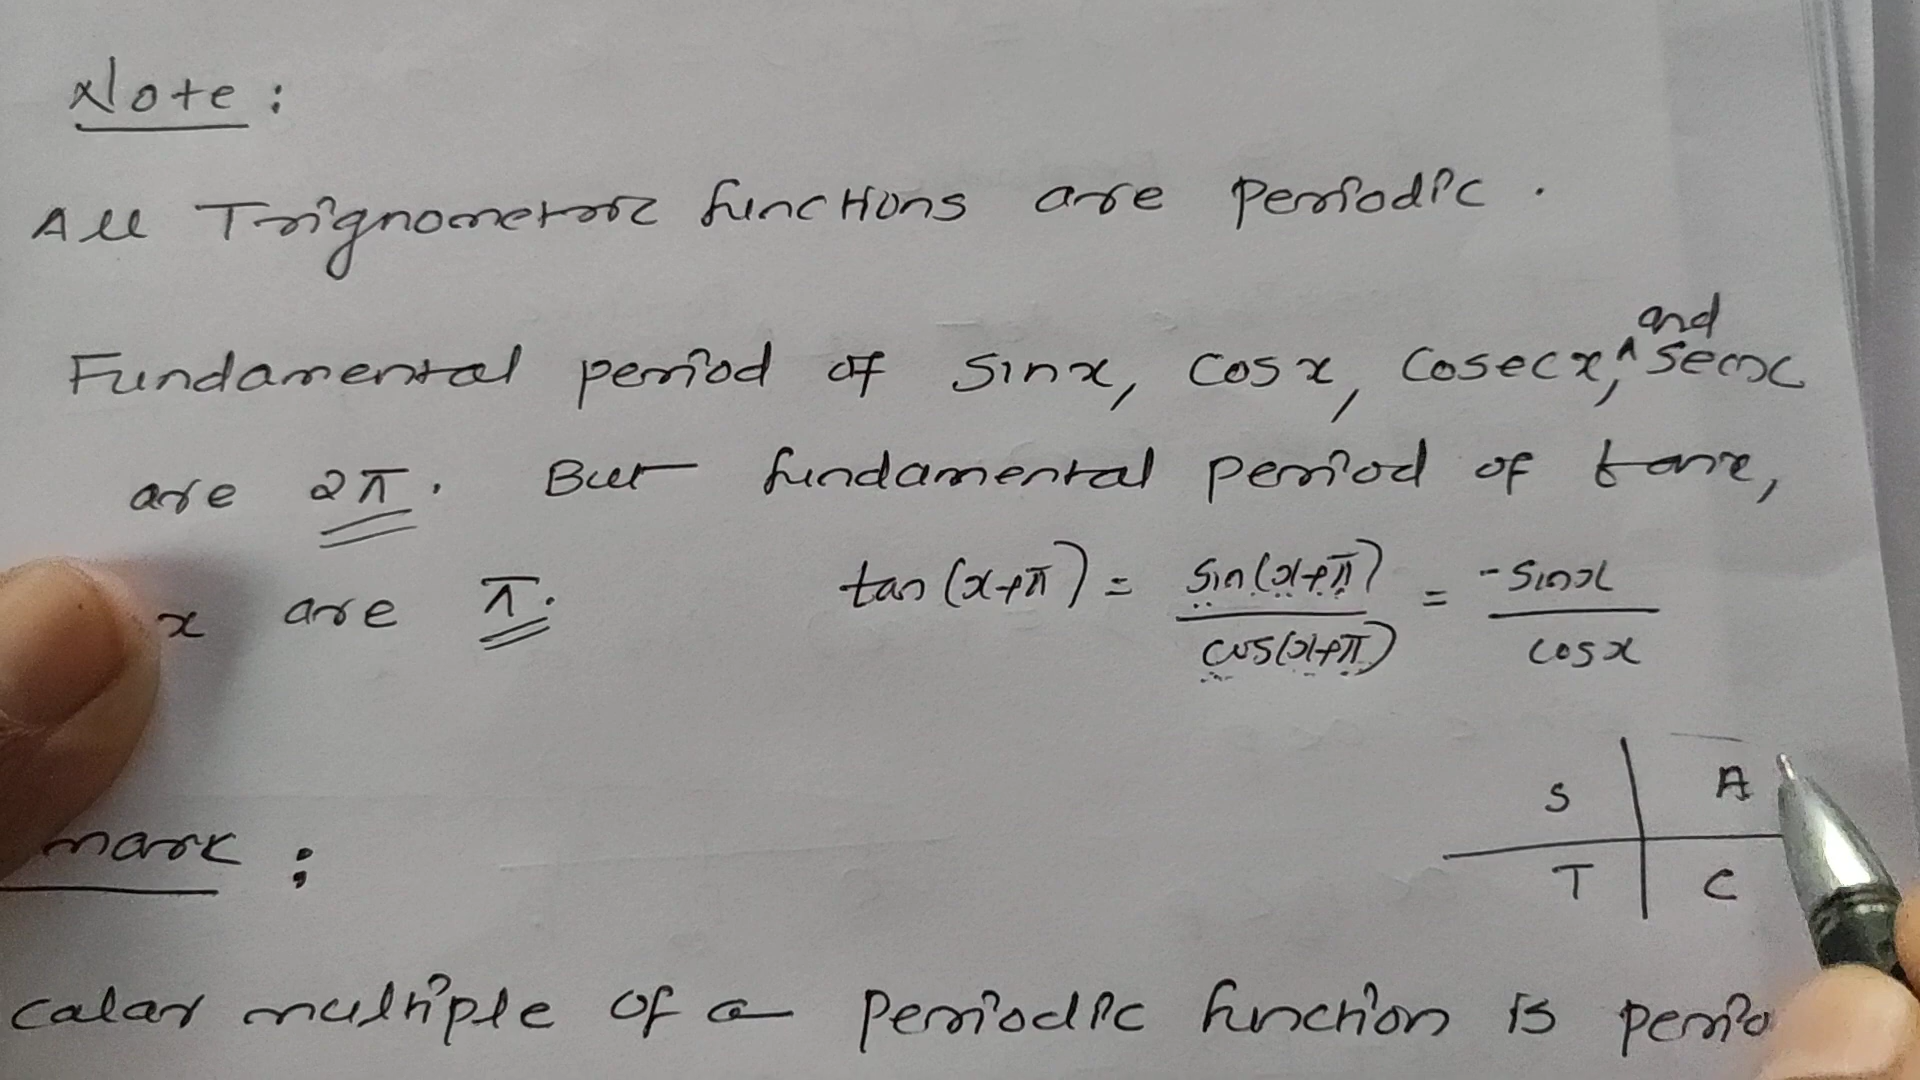 Note :
All Trignometric functions are periodic .
Fundamental period of sinx, cosx, cosecx, and secx
are 2π . But fundamental period of tanx,
x are π.
tan(x+π) = sin(x+π) / cos(x+π) = -sinx / cosx
S A
T C
mark :
calar multiple of a periodic function is perio